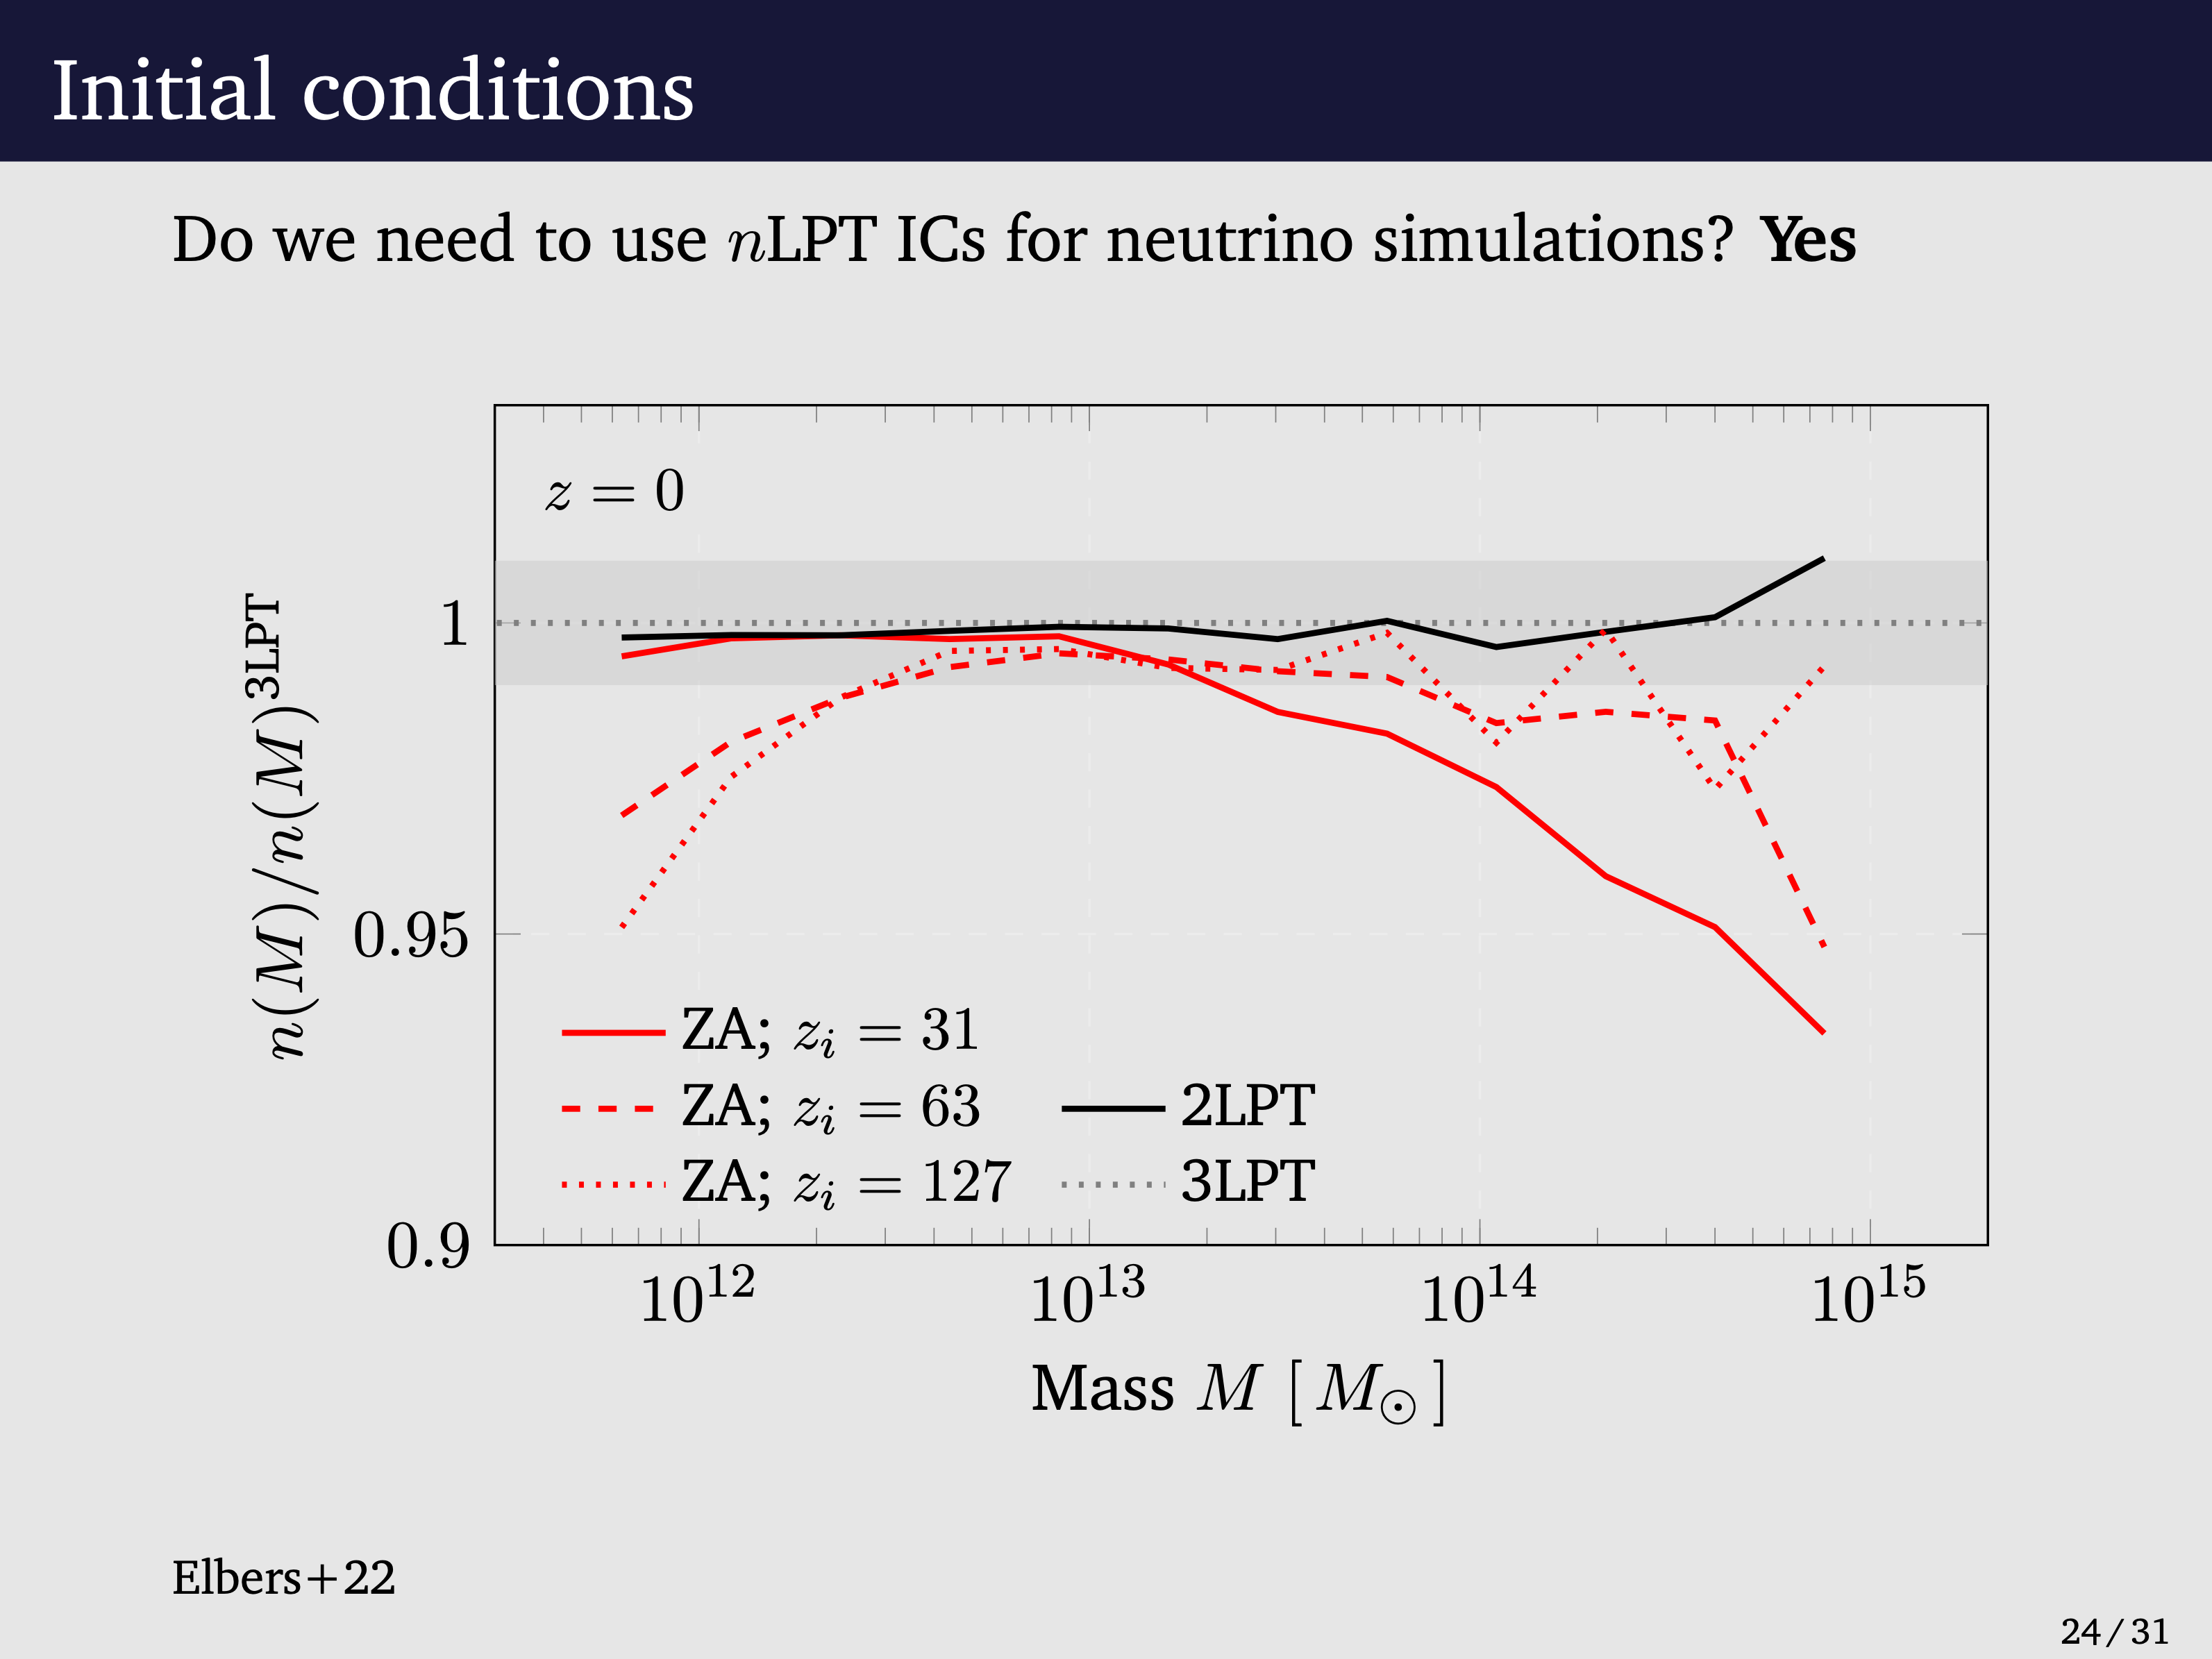 Initial conditions
Do we need to use nLPT ICs for neutrino simulations? Yes
z = 0
n(M)/n(M)^3LPT
1
0.95
0.9
ZA; z_i = 31
ZA; z_i = 63
ZA; z_i = 127
2LPT
3LPT
10^12
10^13
10^14
10^15
Mass M [ M_⊙ ]
Elbers+22
24/31